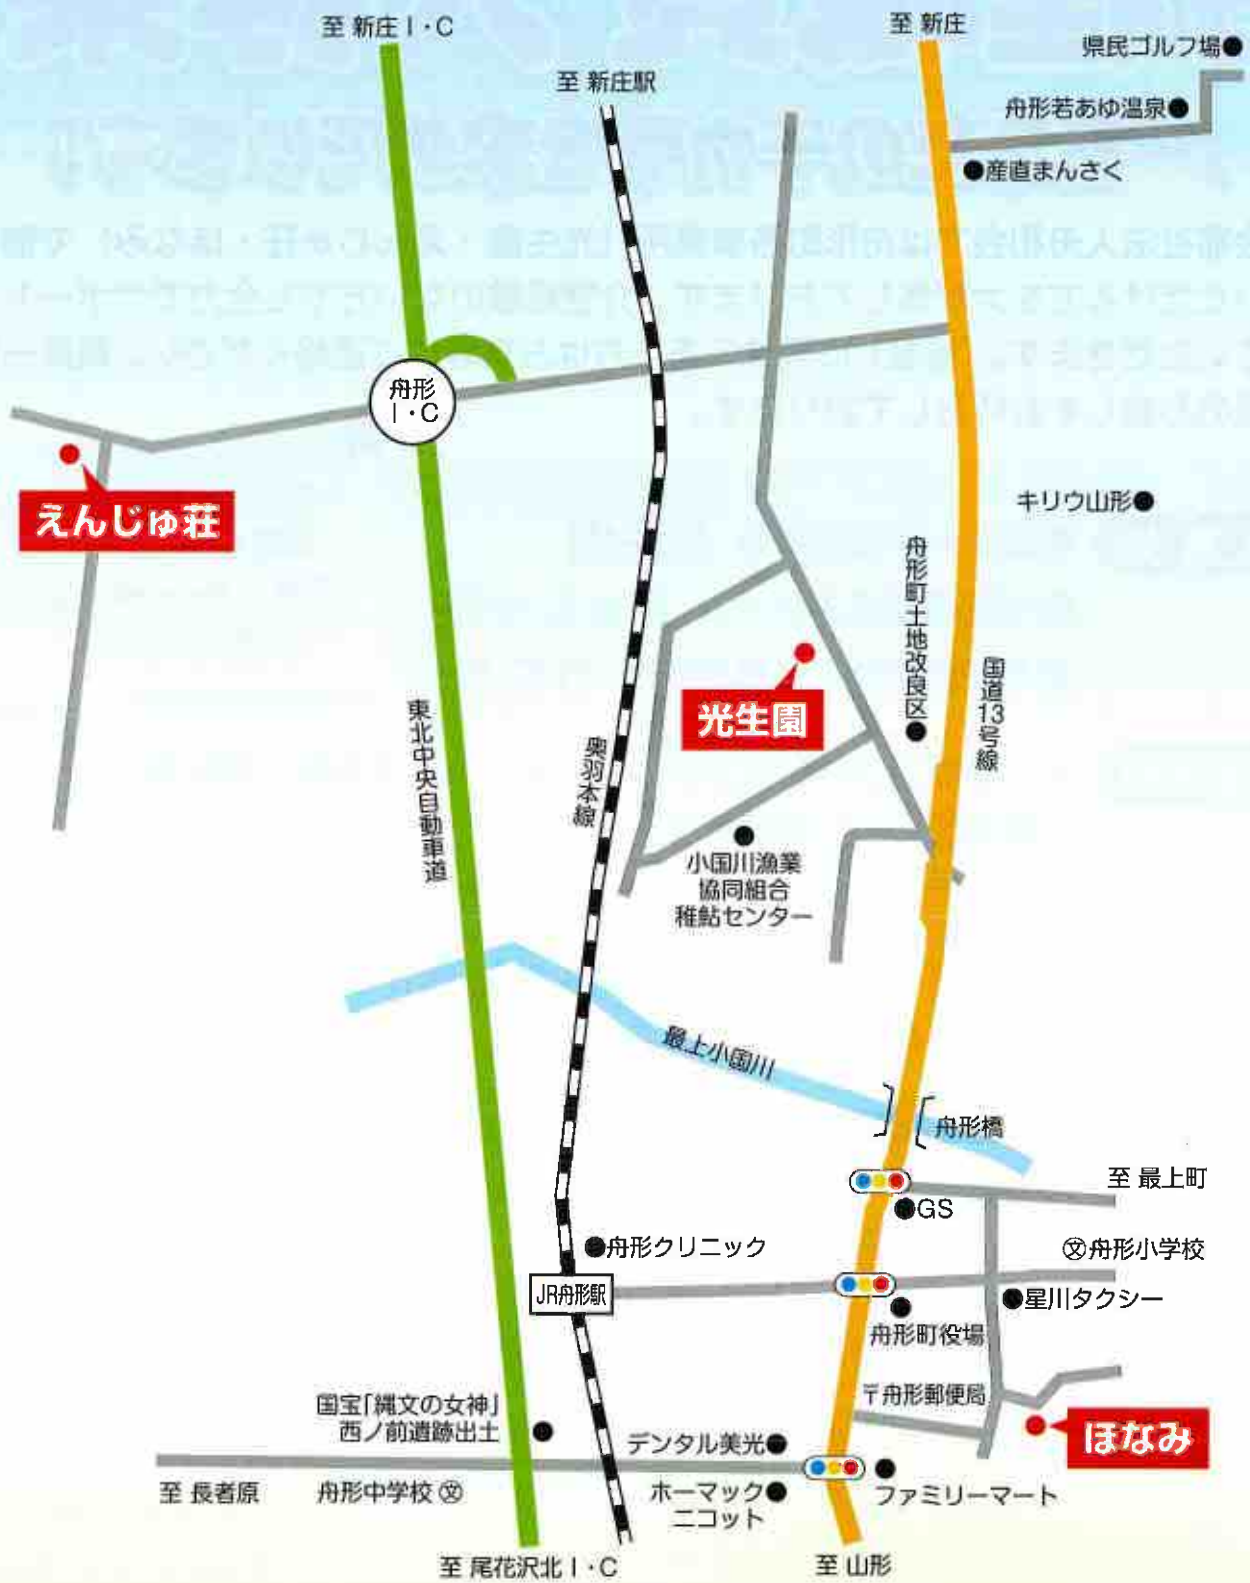 至 新庄I・C
至 新庄
県民ゴルフ場
至 新庄駅
舟形若あゆ温泉
産直まんさく
舟形
I・C
えんじゅ荘
キリウ山形
舟形町土地改良区
国道13号線
光生園
東北中央自動車道
奥羽本線
小国川漁業
協同組合
稚鮎センター
最上小国川
舟形橋
至 最上町
GS
舟形クリニック
文舟形小学校
JR舟形駅
星川タクシー
舟形町役場
国宝「縄文の女神」
西ノ前遺跡出土
〒舟形郵便局
ほなみ
デンタル美光
至 長者原
舟形中学校 文
ホーマック
ニコット
ファミリーマート
至 尾花沢北I・C
至 山形